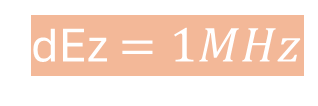 dEz = 1MHz